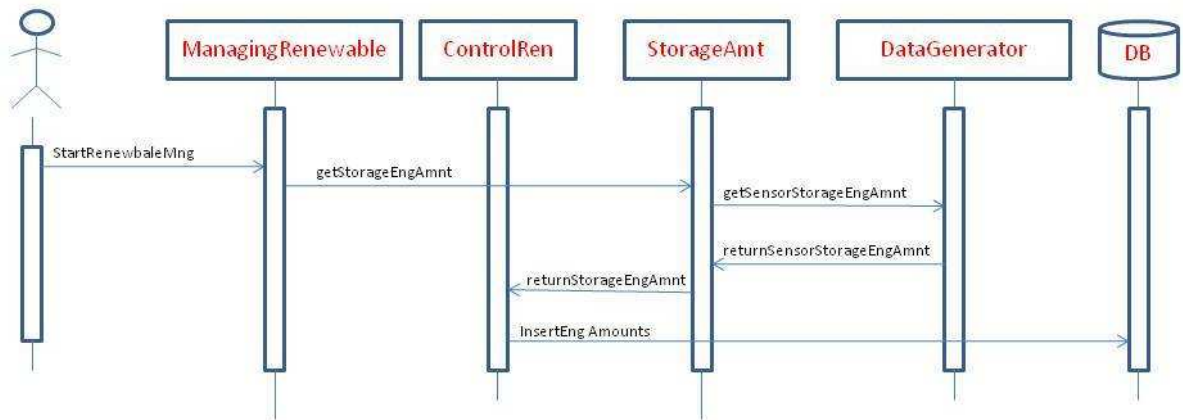 ManagingRenewable
ControlRen
StorageAmt
DataGenerator
DB
StartRenewbaleMng
getStorageEngAmnt
getSensorStorageEngAmnt
returnSensorStorageEngAmnt
returnStorageEngAmnt
InsertEng Amounts